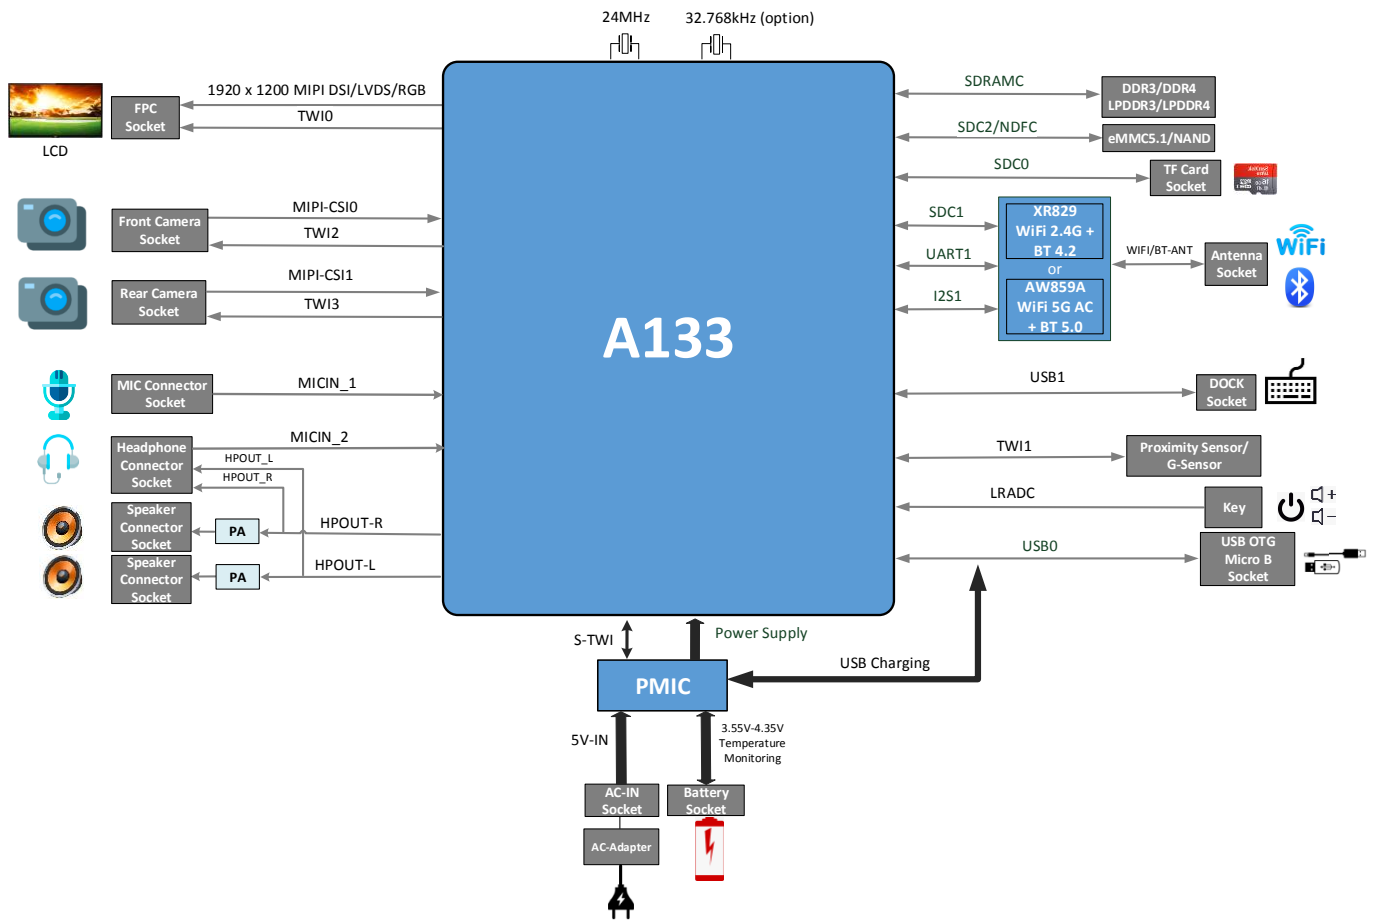 24MHz
32.768kHz (option)
1920 x 1200 MIPI DSI/LVDS/RGB
FPC
Socket
TWI0
LCD
MIPI-CSI0
Front Camera
Socket
TWI2
MIPI-CSI1
Rear Camera
Socket
TWI3
MIC Connector
Socket
MICIN_1
MICIN_2
Headphone
Connector
Socket
HPOUT_L
HPOUT_R
Speaker
Connector
Socket
PA
HPOUT-R
Speaker
Connector
Socket
PA
HPOUT-L
A133
SDRAMC
DDR3/DDR4
LPDDR3/LPDDR4
SDC2/NDFC
eMMC5.1/NAND
SDC0
TF Card
Socket
SDC1
UART1
I2S1
XR829
WiFi 2.4G +
BT 4.2
or
AW859A
WiFi 5G AC
+ BT 5.0
WIFI/BT-ANT
Antenna
Socket
WiFi
USB1
DOCK
Socket
TWI1
Proximity Sensor/
G-Sensor
LRADC
Key
USB0
USB OTG
Micro B
Socket
S-TWI
Power Supply
USB Charging
PMIC
5V-IN
3.55V-4.35V
Temperature
Monitoring
AC-IN
Socket
Battery
Socket
AC-Adapter